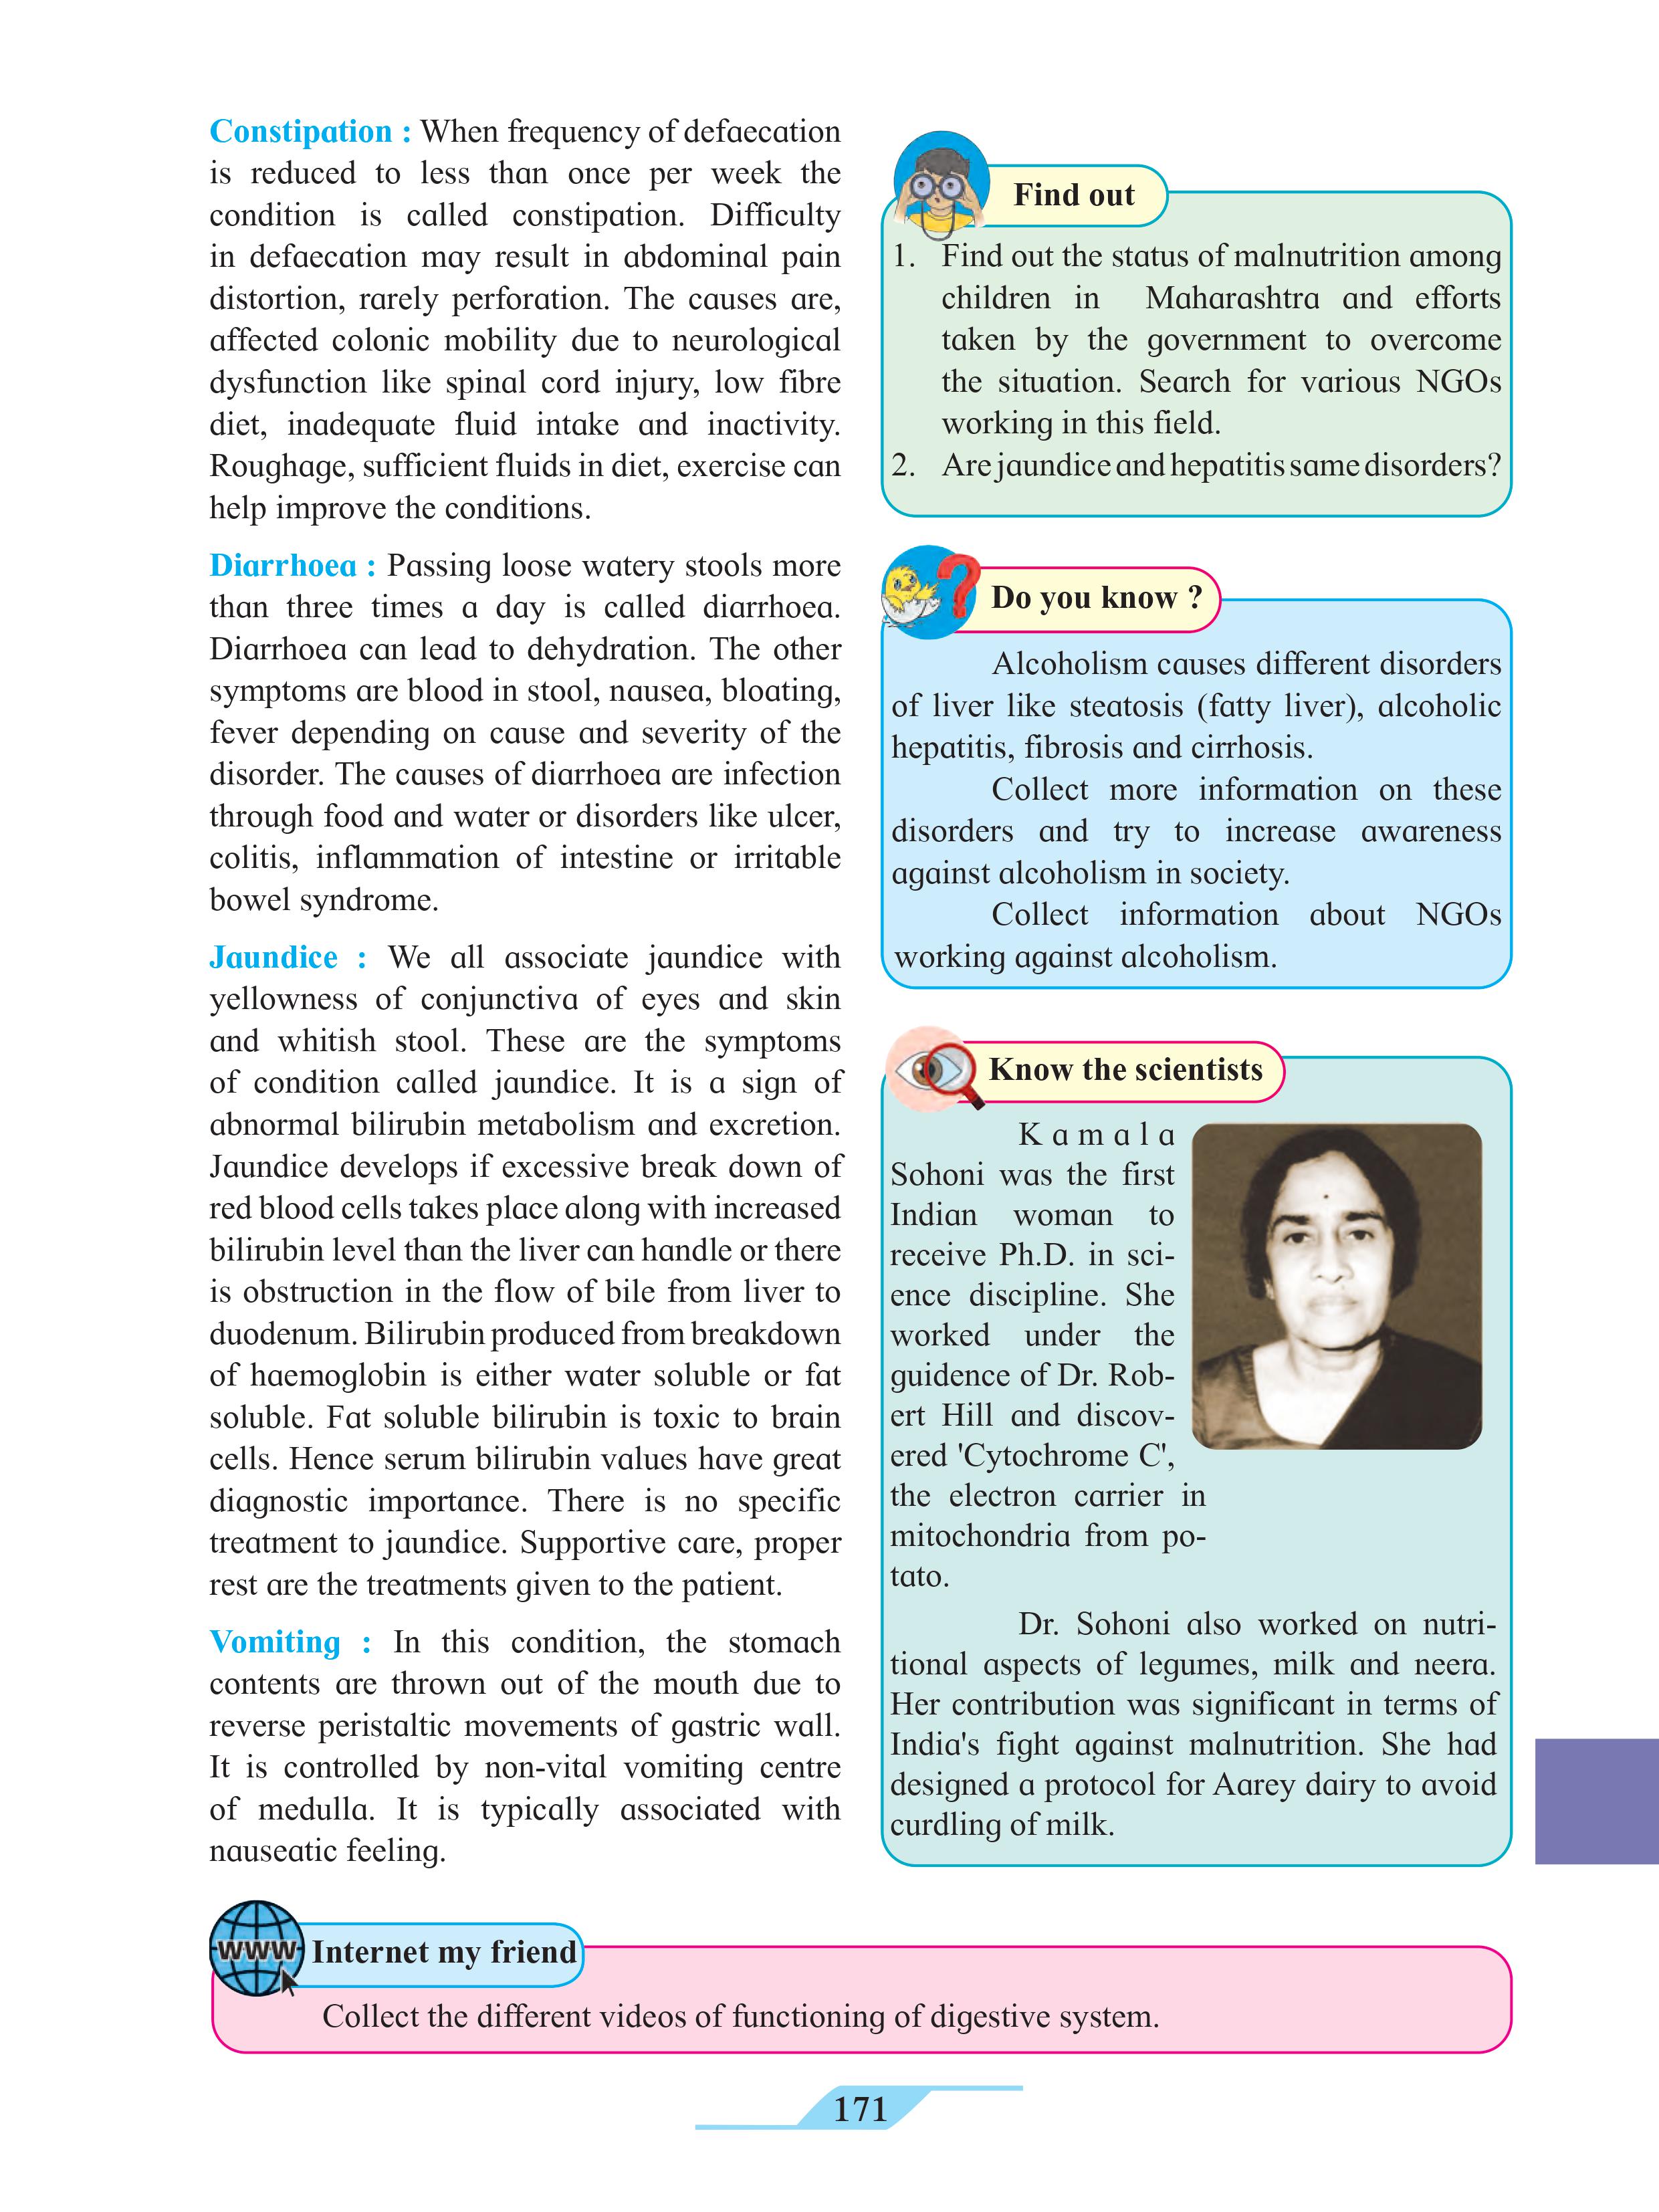 Constipation : When frequency of defaecation
is reduced to less than once per week the
condition is called constipation. Difficulty
in defaecation may result in abdominal pain
distortion, rarely perforation. The causes are,
affected colonic mobility due to neurological
dysfunction like spinal cord injury, low fibre
diet, inadequate fluid intake and inactivity.
Roughage, sufficient fluids in diet, exercise can
help improve the conditions.
Diarrhoea : Passing loose watery stools more
than three times a day is called diarrhoea.
Diarrhoea can lead to dehydration. The other
symptoms are blood in stool, nausea, bloating,
fever depending on cause and severity of the
disorder. The causes of diarrhoea are infection
through food and water or disorders like ulcer,
colitis, inflammation of intestine or irritable
bowel syndrome.
Jaundice : We all associate jaundice with
yellowness of conjunctiva of eyes and skin
and whitish stool. These are the symptoms
of condition called jaundice. It is a sign of
abnormal bilirubin metabolism and excretion.
Jaundice develops if excessive break down of
red blood cells takes place along with increased
bilirubin level than the liver can handle or there
is obstruction in the flow of bile from liver to
duodenum. Bilirubin produced from breakdown
of haemoglobin is either water soluble or fat
soluble. Fat soluble bilirubin is toxic to brain
cells. Hence serum bilirubin values have great
diagnostic importance. There is no specific
treatment to jaundice. Supportive care, proper
rest are the treatments given to the patient.
Vomiting : In this condition, the stomach
contents are thrown out of the mouth due to
reverse peristaltic movements of gastric wall.
It is controlled by non-vital vomiting centre
of medulla. It is typically associated with
nauseatic feeling.
Find out
1. Find out the status of malnutrition among
children in Maharashtra and efforts
taken by the government to overcome
the situation. Search for various NGOs
working in this field.
2. Are jaundice and hepatitis same disorders?
Do you know ?
Alcoholism causes different disorders
of liver like steatosis (fatty liver), alcoholic
hepatitis, fibrosis and cirrhosis.
Collect more information on these
disorders and try to increase awareness
against alcoholism in society.
Collect information about NGOs
working against alcoholism.
Know the scientists
Kamala
Sohoni was the first
Indian woman to
receive Ph.D. in sci-
ence discipline. She
worked under the
guidence of Dr. Rob-
ert Hill and discov-
ered 'Cytochrome C',
the electron carrier in
mitochondria from po-
tato.
Dr. Sohoni also worked on nutri-
tional aspects of legumes, milk and neera.
Her contribution was significant in terms of
India's fight against malnutrition. She had
designed a protocol for Aarey dairy to avoid
curdling of milk.
WWW
Internet my friend
Collect the different videos of functioning of digestive system.
171